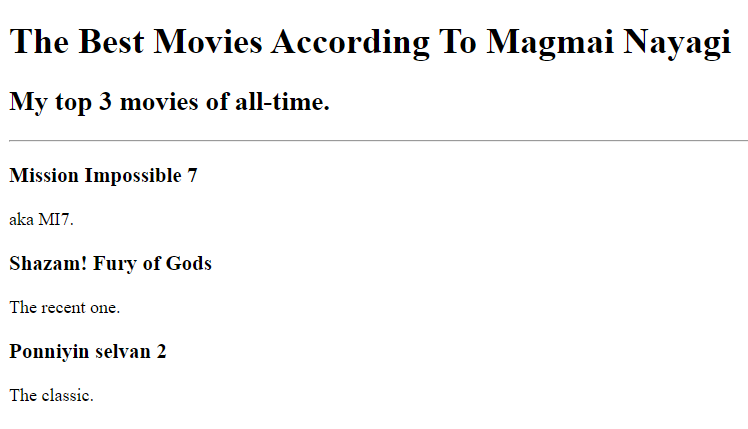 The Best Movies According To Magmai Nayagi
My top 3 movies of all-time.
Mission Impossible 7
aka MI7.
Shazam! Fury of Gods
The recent one.
Ponniyin selvan 2
The classic.